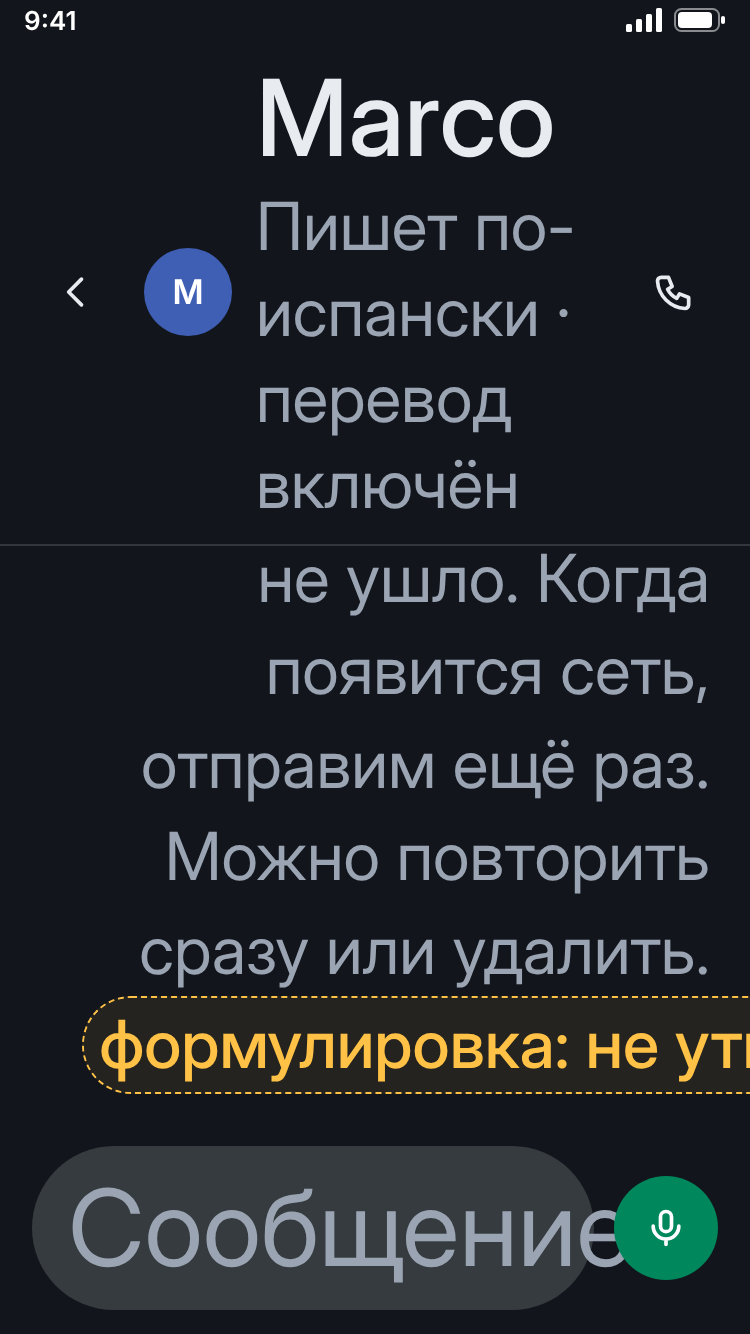 9:41
Marco
M
Пишет по-
испански ·
перевод
включён
не ушло. Когда
появится сеть,
отправим ещё раз.
Можно повторить
сразу или удалить.
формулировка: не
Сообщение